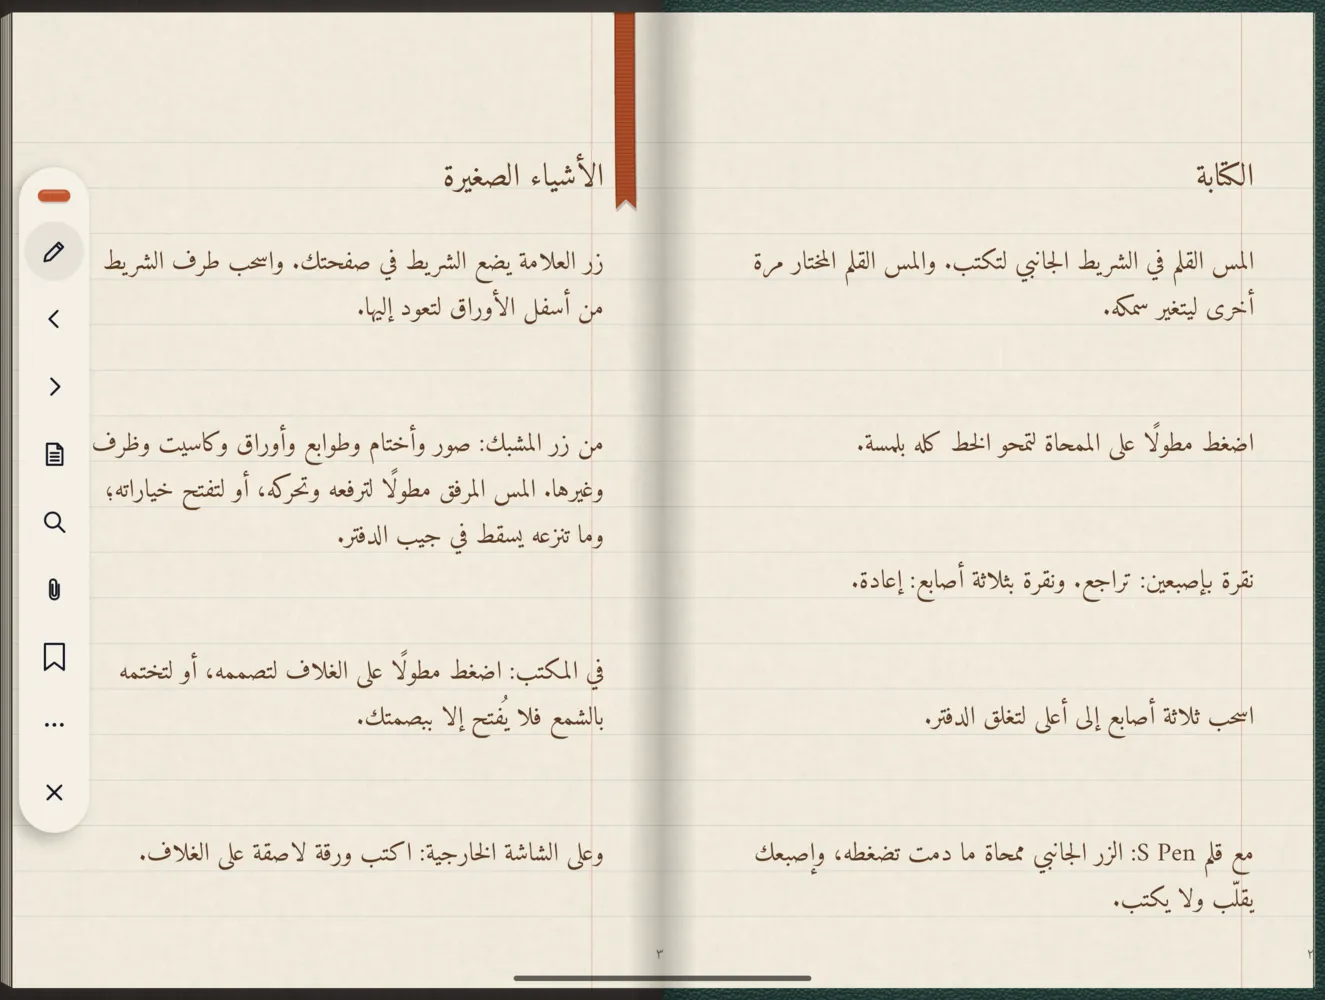 الكتابة
المس القلم في الشريط الجانبي لتكتب. والمس القلم المختار مرة
أخرى ليتغير سمكه.
اضغط مطولًا على الممحاة لتمحو الخط كله بلمسة.
نقرة بإصبعين: تراجع. ونقرة بثلاثة أصابع: إعادة.
اسحب ثلاثة أصابع إلى أعلى لتغلق الدفتر.
مع قلم S Pen: الزر الجانبي ممحاة ما دمت تضغطه، وإصبعك
يقلّب ولا يكتب.
٢
الأشياء الصغيرة
زر العلامة يضع الشريط في صفحتك. واسحب طرف الشريط
من أسفل الأوراق لتعود إليها.
من زر المشبك: صور وأختام وطوابع وأوراق وكاسيت وظرف
وغيرها. المس المرفق مطولًا لترفعه وتحركه، أو لتفتح خياراته؛
وما تنزعه يسقط في جيب الدفتر.
في المكتب: اضغط مطولًا على الغلاف لتصممه، أو لتختمه
بالشمع فلا يُفتح إلا ببصمتك.
وعلى الشاشة الخارجية: اكتب ورقة لاصقة على الغلاف.
٣